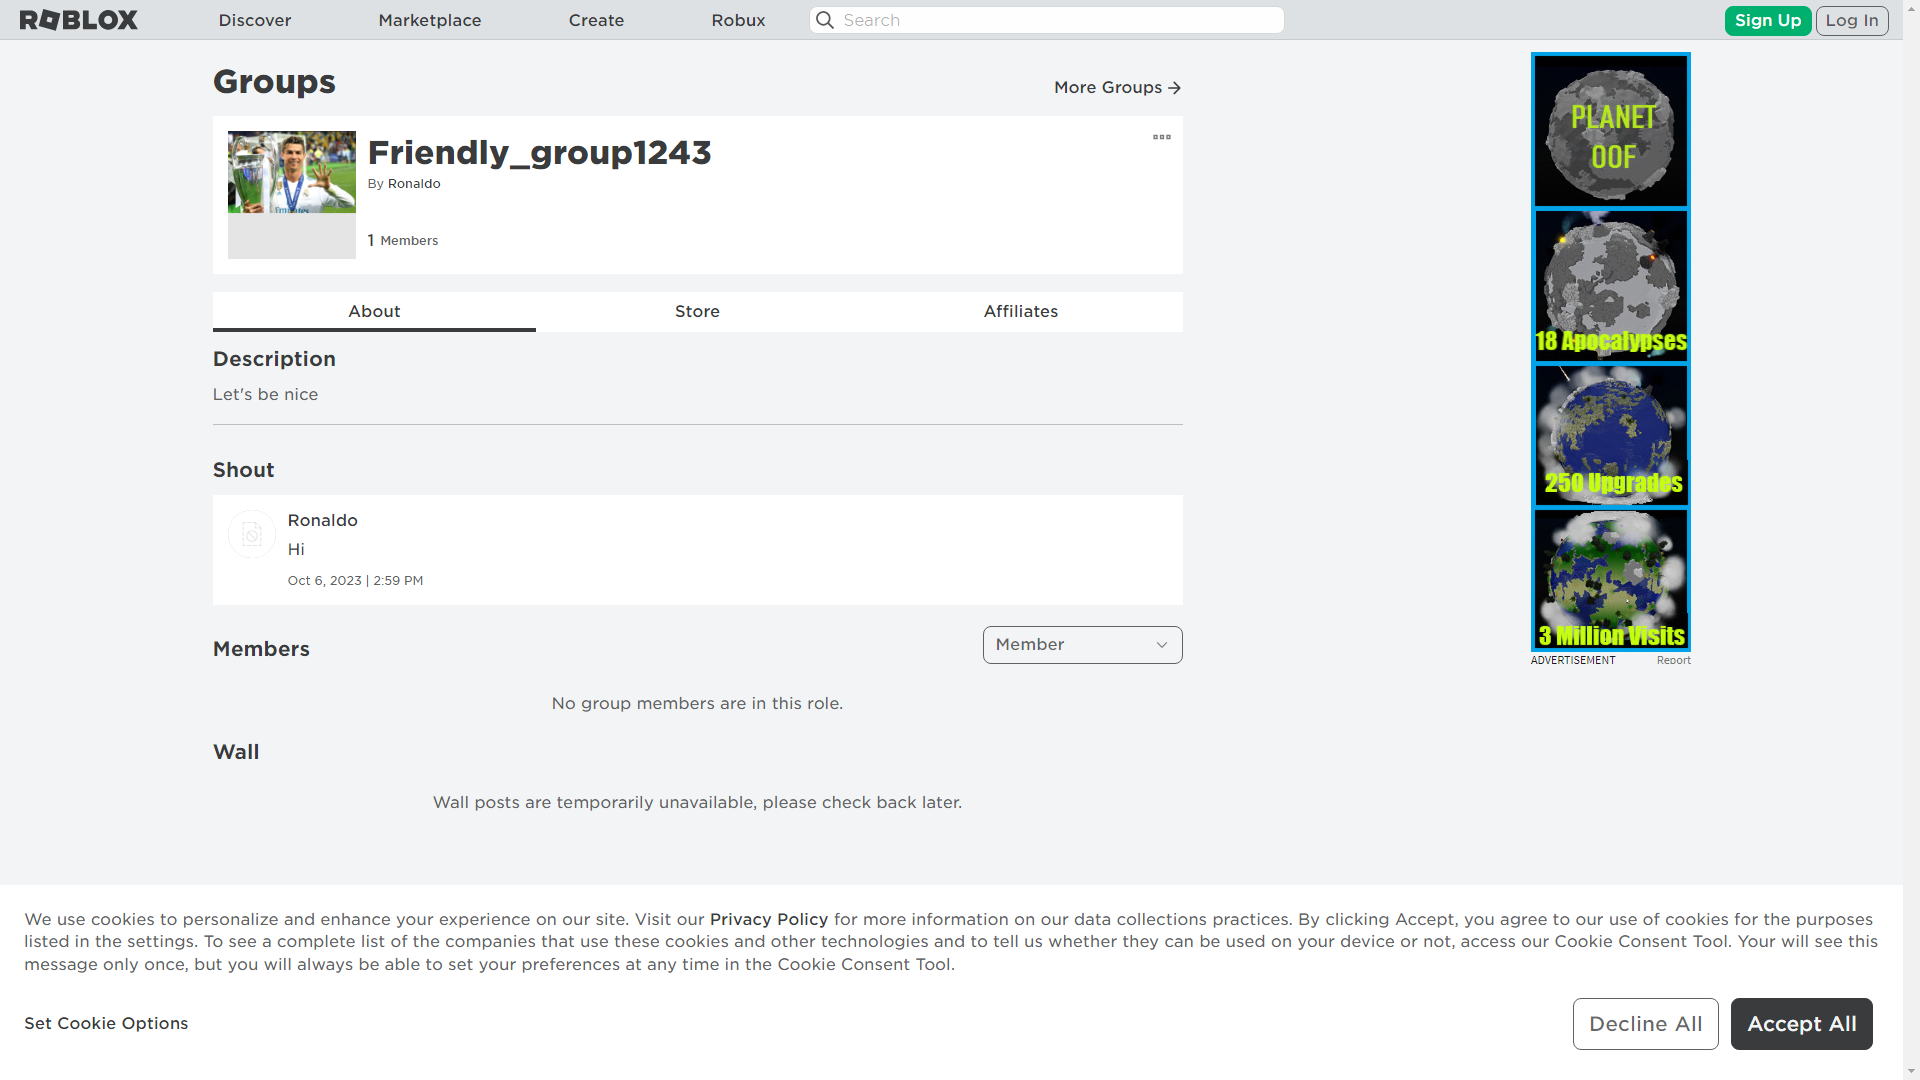 ROBLOX
Discover
Marketplace
Create
Robux
Search
Sign Up
Log In
Groups
More Groups
Friendly_group1243
By Ronaldo
1 Members
About
Store
Affiliates
Description
Let's be nice
Shout
Ronaldo
Hi
Oct 6, 2023 | 2:59 PM
Members
Member
No group members are in this role.
Wall
Wall posts are temporarily unavailable, please check back later.
PLANET
OOF
18 Apocalypses
250 Upgrades
3 Million Visits
ADVERTISEMENT
Report
We use cookies to personalize and enhance your experience on our site. Visit our Privacy Policy for more information on our data collections practices. By clicking Accept, you agree to our use of cookies for the purposes
listed in the settings. To see a complete list of the companies that use these cookies and other technologies and to tell us whether they can be used on your device or not, access our Cookie Consent Tool. Your will see this
message only once, but you will always be able to set your preferences at any time in the Cookie Consent Tool.
Set Cookie Options
Decline All
Accept All